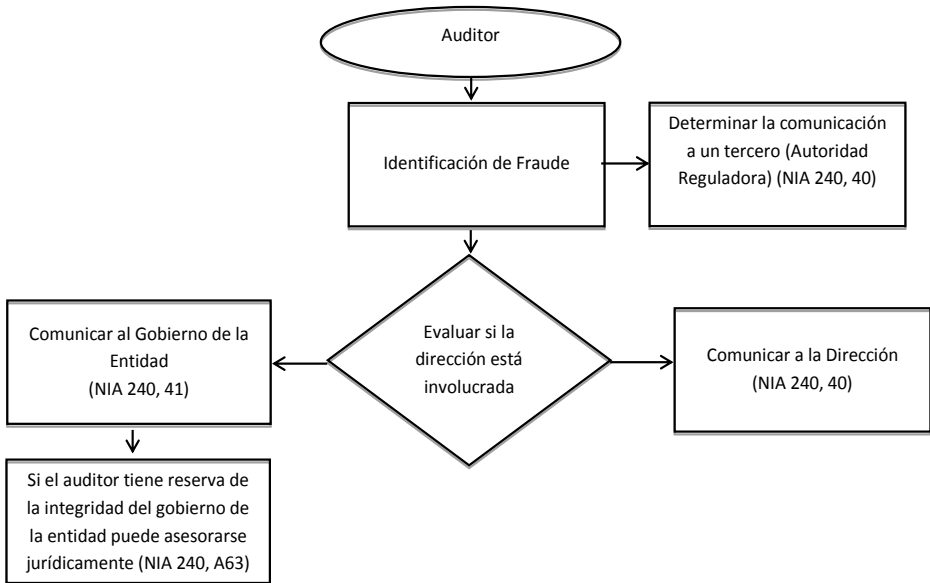 Auditor
Identificación de Fraude
Determinar la comunicación
a un tercero (Autoridad
Reguladora) (NIA 240, 40)
Evaluar si la
dirección está
involucrada
Comunicar al Gobierno de la
Entidad
(NIA 240, 41)
Comunicar a la Dirección
(NIA 240, 40)
Si el auditor tiene reserva de
la integridad del gobierno de
la entidad puede asesorarse
jurídicamente (NIA 240, A63)